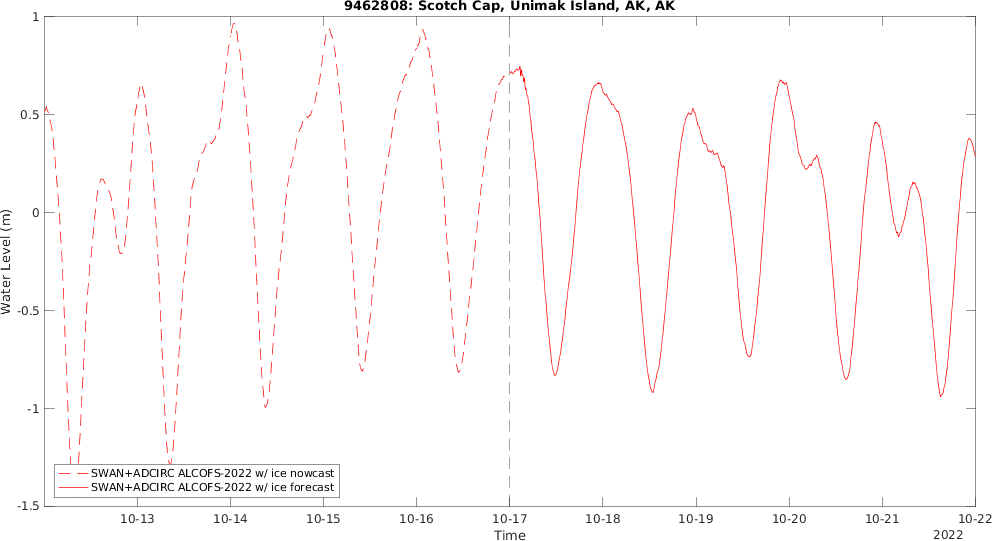 9462808: Scotch Cap, Unimak Island, AK, AK
Water Level (m)
1
0.5
0
-0.5
-1
-1.5
SWAN+ADCIRC ALCOFS-2022 w/ ice nowcast
SWAN+ADCIRC ALCOFS-2022 w/ ice forecast
10-13 10-14 10-15 10-16 10-17 10-18 10-19 10-20 10-21 10-22
Time
2022